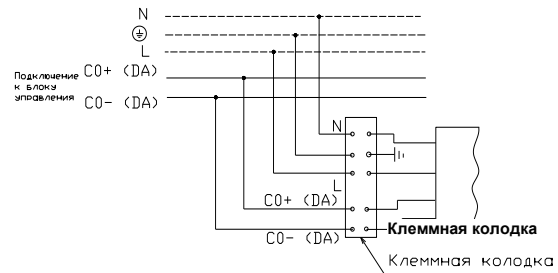 N
L
CO+ (DA)
Подключение
к блоку
управления
CO- (DA)
N
L
CO+ (DA)
Клеммная колодка
CO- (DA)
Клеммная колодка